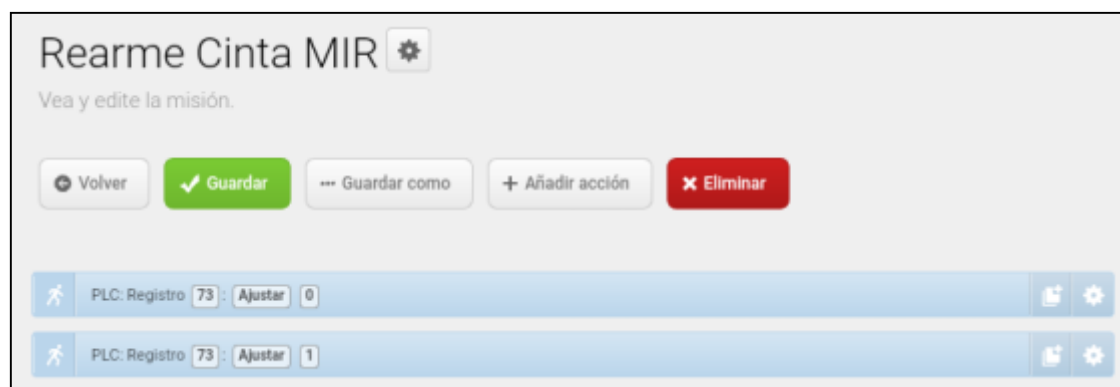 Rearme Cinta MIR
Vea y edite la misión.
Volver Guardar Guardar como Añadir acción Eliminar
PLC: Registro 73 : Ajustar 0
PLC: Registro 73 : Ajustar 1